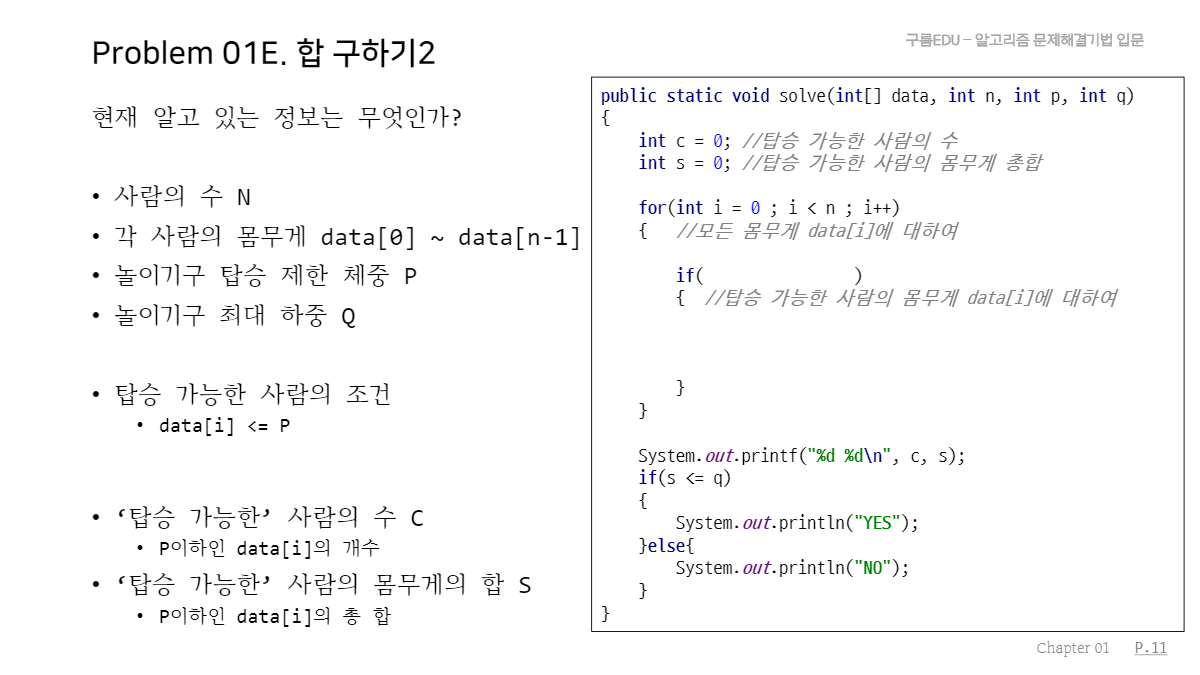 Problem 01E. 합 구하기2
구름EDU – 알고리즘 문제해결기법 입문
현재 알고 있는 정보는 무엇인가?
• 사람의 수 N
• 각 사람의 몸무게 data[0] ~ data[n-1]
• 놀이기구 탑승 제한 체중 P
• 놀이기구 최대 하중 Q
• 탑승 가능한 사람의 조건
• data[i] <= P
• ‘탑승 가능한’ 사람의 수 C
• P이하인 data[i]의 개수
• ‘탑승 가능한’ 사람의 몸무게의 합 S
• P이하인 data[i]의 총 합
public static void solve(int[] data, int n, int p, int q)
{
int c = 0; //탑승 가능한 사람의 수
int s = 0; //탑승 가능한 사람의 몸무게 총합
for(int i = 0 ; i < n ; i++)
{ //모든 몸무게 data[i]에 대하여
if( )
{ //탑승 가능한 사람의 몸무게 data[i]에 대하여
}
}
System.out.printf("%d %d\n", c, s);
if(s <= q)
{
System.out.println("YES");
}else{
System.out.println("NO");
}
}
Chapter 01 P.11